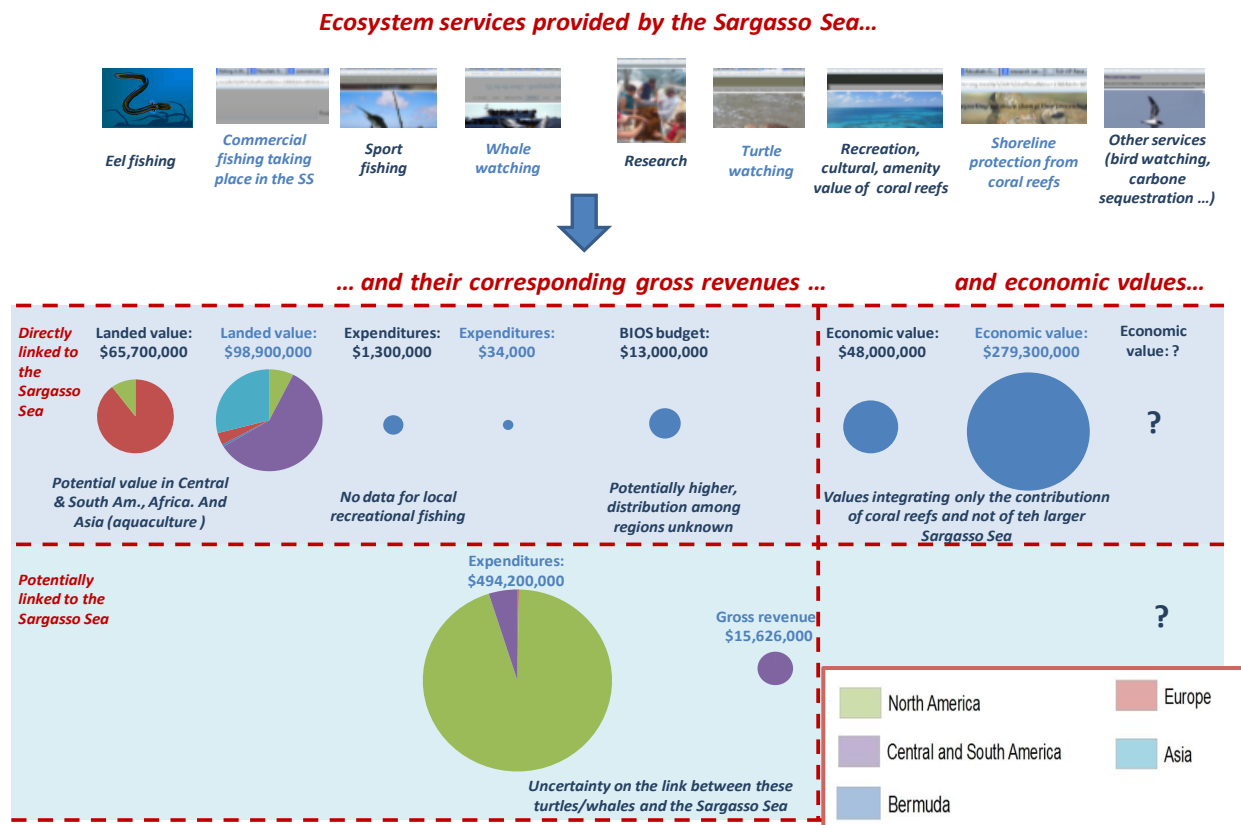 Ecosystem services provided by the Sargasso Sea...
Eel fishing
Commercial
fishing taking
place in the SS
Sport
fishing
Whale
watching
Research
Turtle
watching
Recreation,
cultural, amenity
value of coral reefs
Shoreline
protection from
coral reefs
Other services
(bird watching,
carbone
sequestration ...)
... and their corresponding gross revenues ...
and economic values...
Directly
linked to
the
Sargasso
Sea
Landed value:
$65,700,000
Landed value:
$98,900,000
Expenditures:
$1,300,000
Expenditures:
$34,000
BIOS budget:
$13,000,000
Economic value:
$48,000,000
Economic value:
$279,300,000
Economic
value: ?
?
Potential value in Central
& South Am., Africa. And
Asia (aquaculture )
No data for local
recreational fishing
Potentially higher,
distribution among
regions unknown
Values integrating only the contributionn
of coral reefs and not of teh larger
Sargasso Sea
Potentially
linked to the
Sargasso Sea
Expenditures:
$494,200,000
Gross revenue
$15,626,000
?
Uncertainty on the link between these
turtles/whales and the Sargasso Sea
North America
Central and South America
Bermuda
Europe
Asia